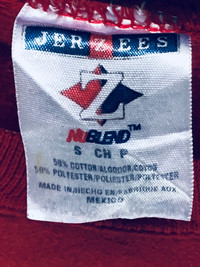 JERZEES
NUBLEND™
S CH P
50% COTTON/ALGODON/COTON
50% POLYESTER/POLIESTER/POLYESTER
MADE IN/HECHO EN/FABRIQUE AUX
MEXICO